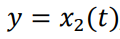 y = x₂(t)